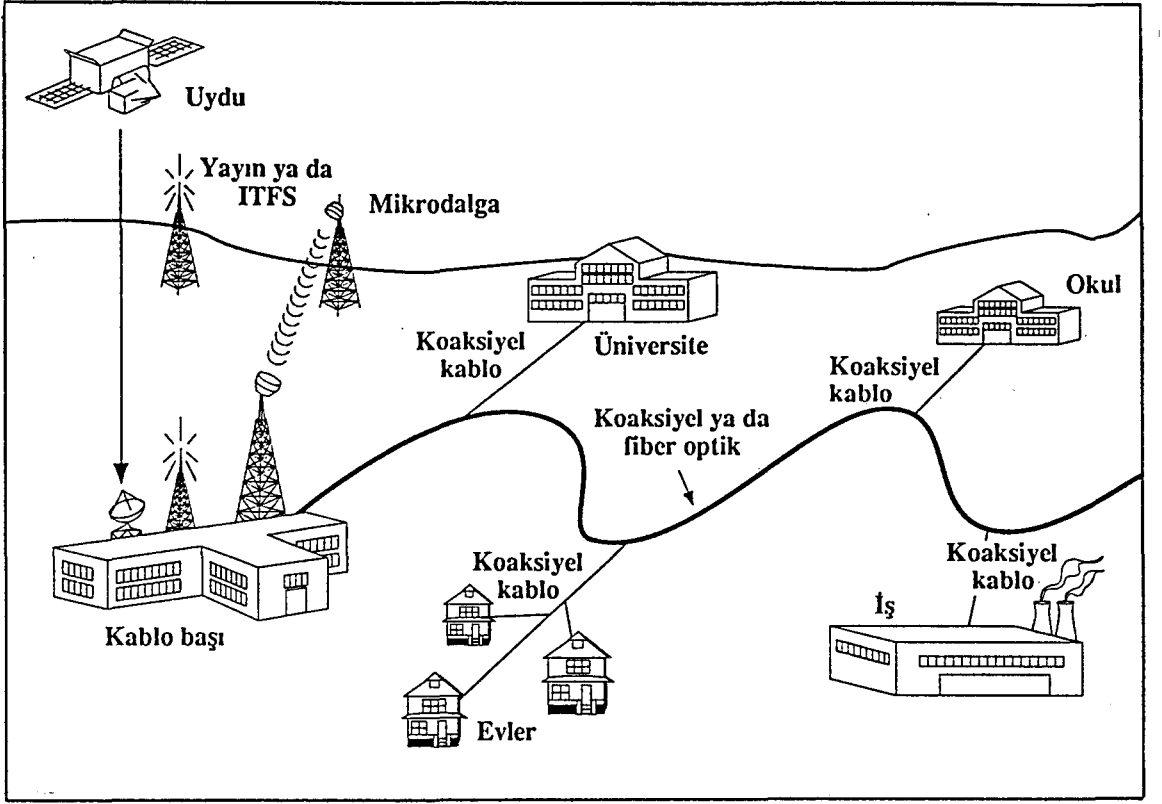 Uydu
Yayın ya da
ITFS
Mikrodalga
Okul
Koaksiyel
kablo
Üniversite
Koaksiyel
kablo
Koaksiyel ya da
fiber optik
Koaksiyel
kablo
Koaksiyel
kablo
İş
Kablo başı
Evler